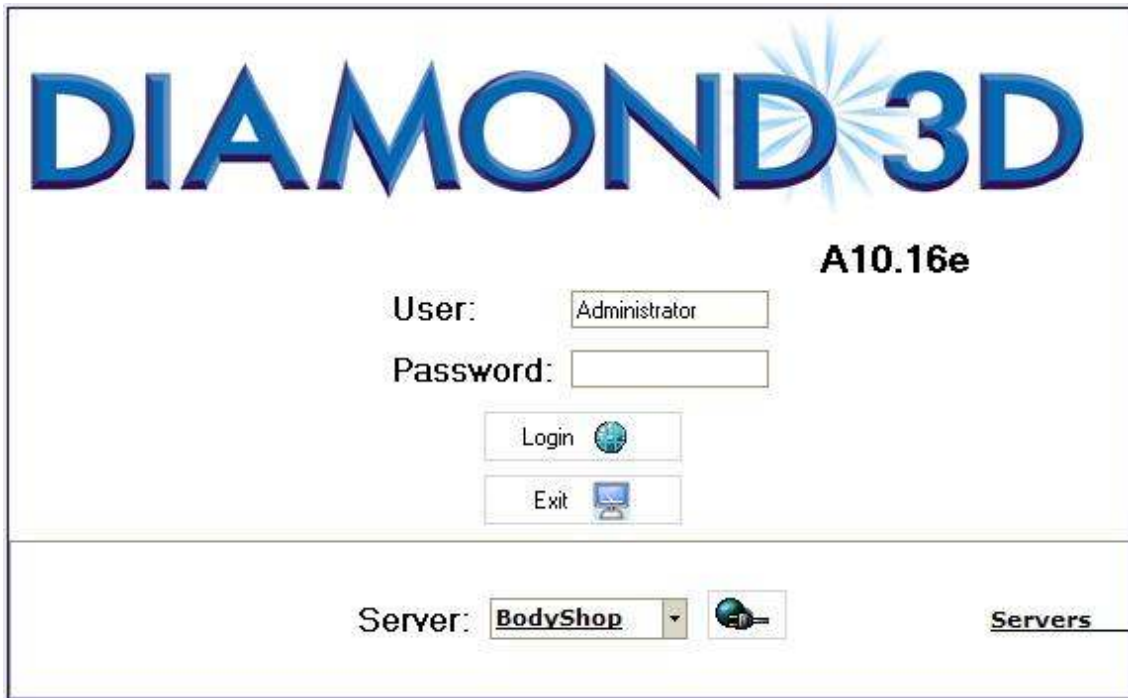 DIAMOND 3D
A10.16e
User: Administrator
Password:
Login
Exit
Server: BodyShop Servers